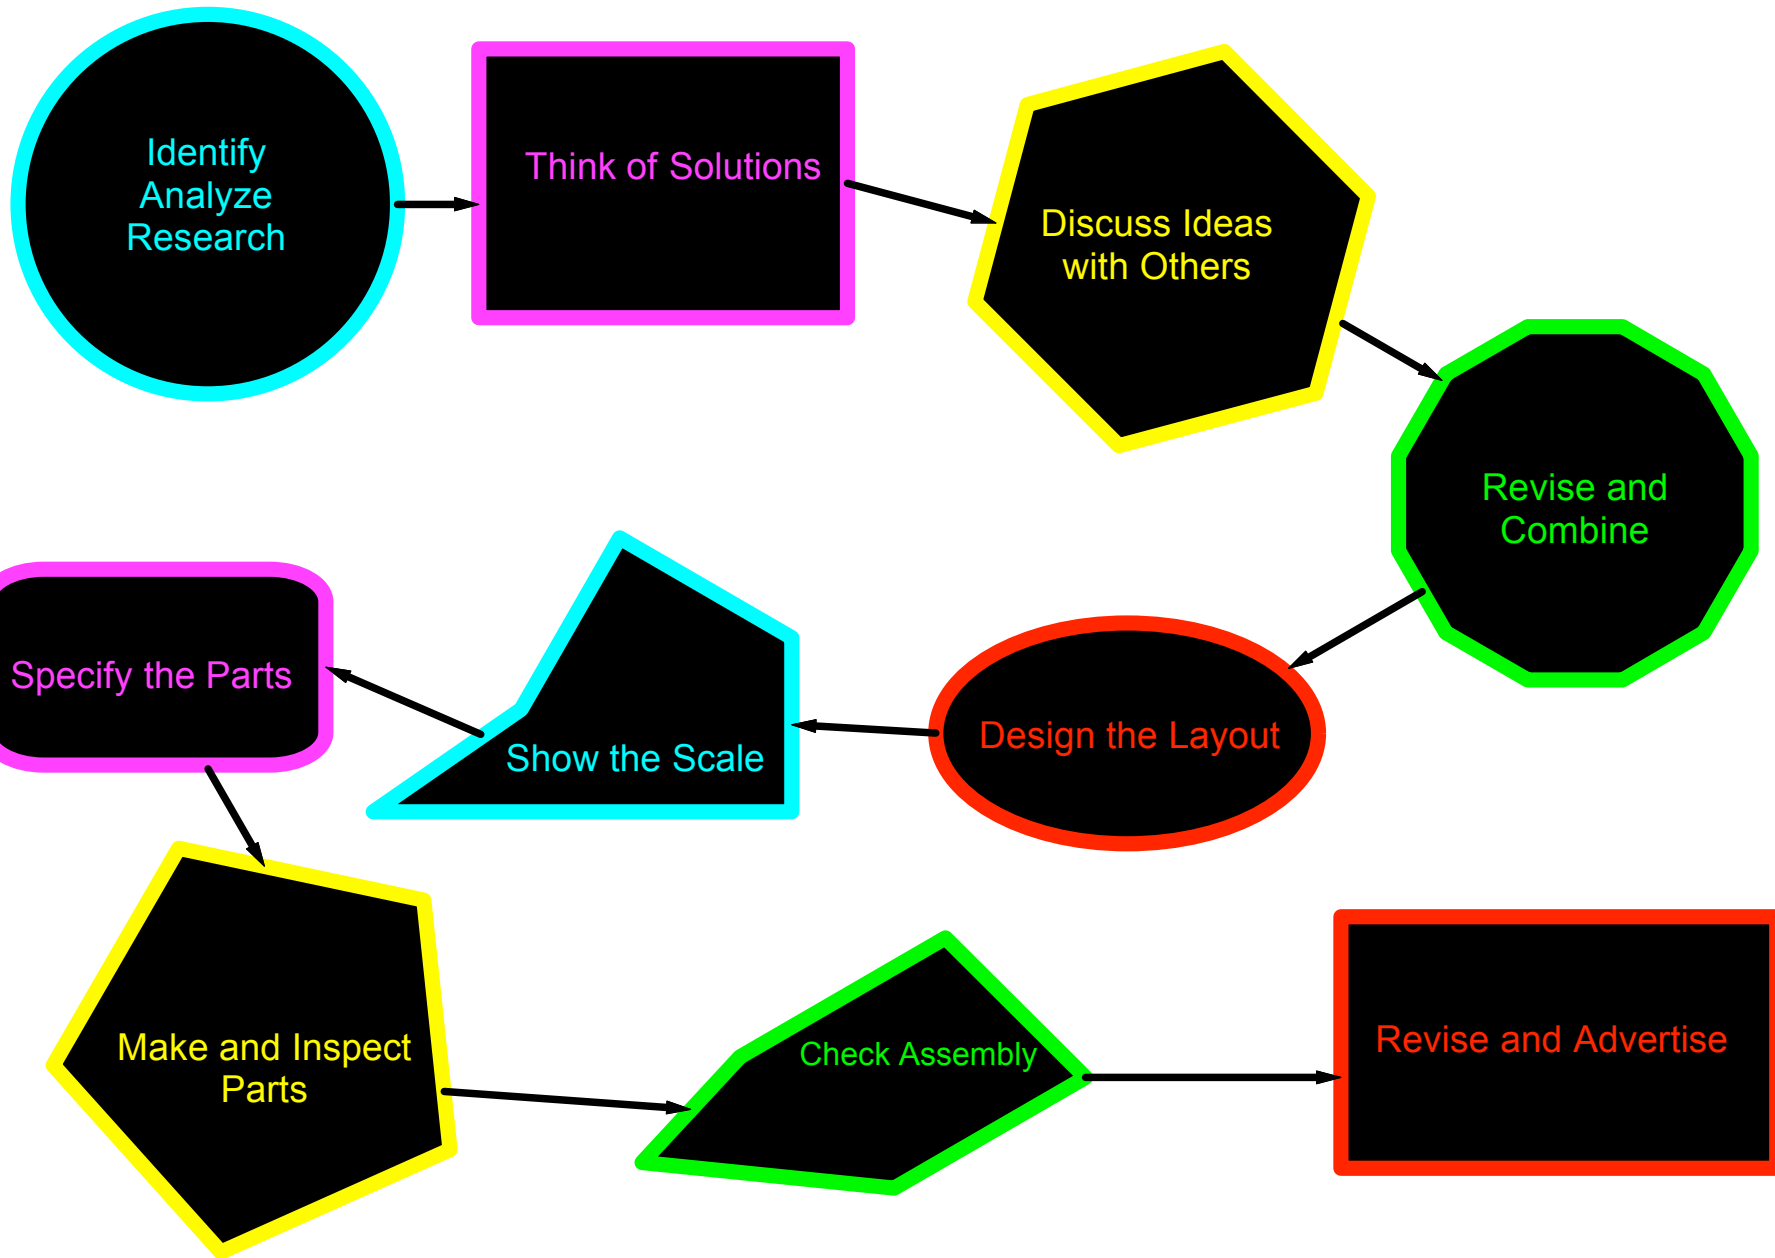 Identify
Analyze
Research
Think of Solutions
Discuss Ideas
with Others
Revise and
Combine
Design the Layout
Show the Scale
Specify the Parts
Make and Inspect
Parts
Check Assembly
Revise and Advertise